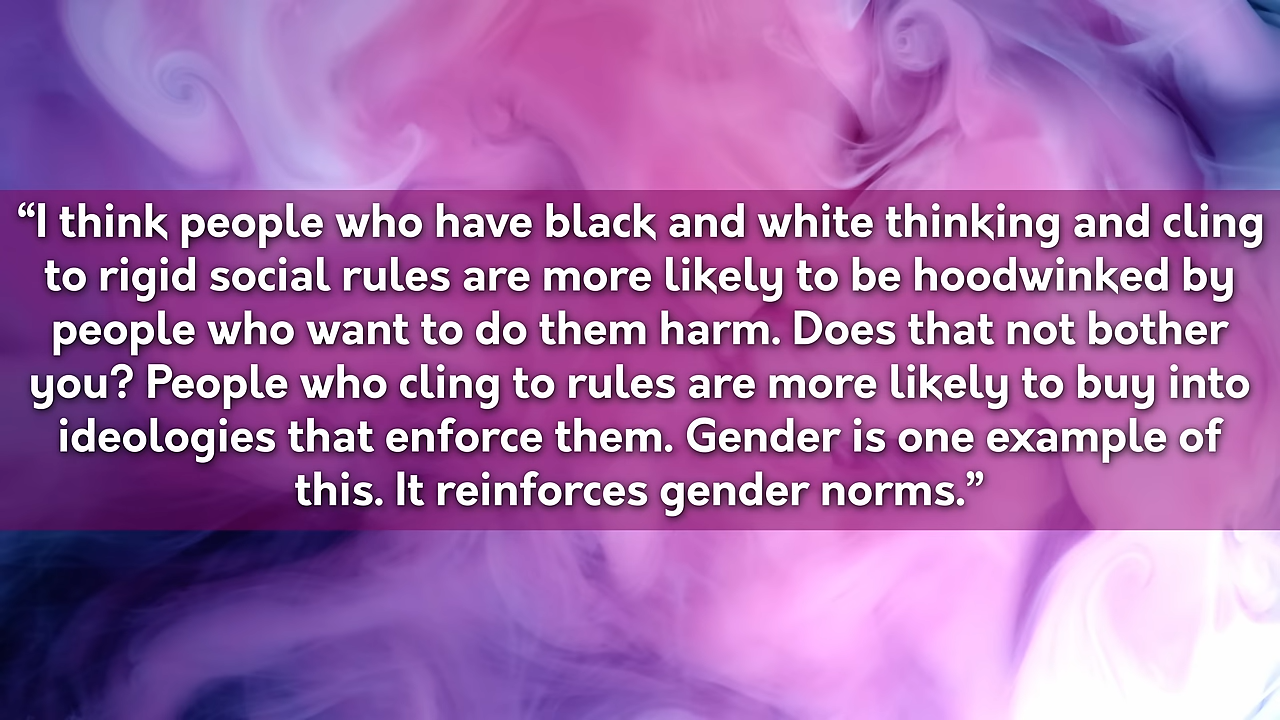 “I think people who have black and white thinking and cling
to rigid social rules are more likely to be hoodwinked by
people who want to do them harm. Does that not bother
you? People who cling to rules are more likely to buy into
ideologies that enforce them. Gender is one example of
this. It reinforces gender norms.”